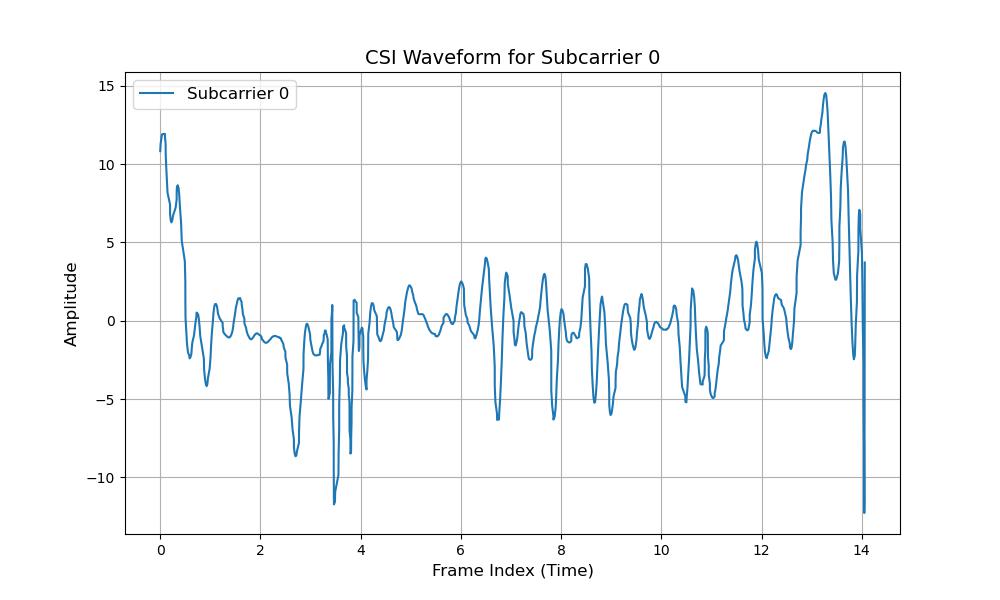 CSI Waveform for Subcarrier 0
Subcarrier 0
15
10
5
0
−5
−10
Amplitude
0 2 4 6 8 10 12 14
Frame Index (Time)